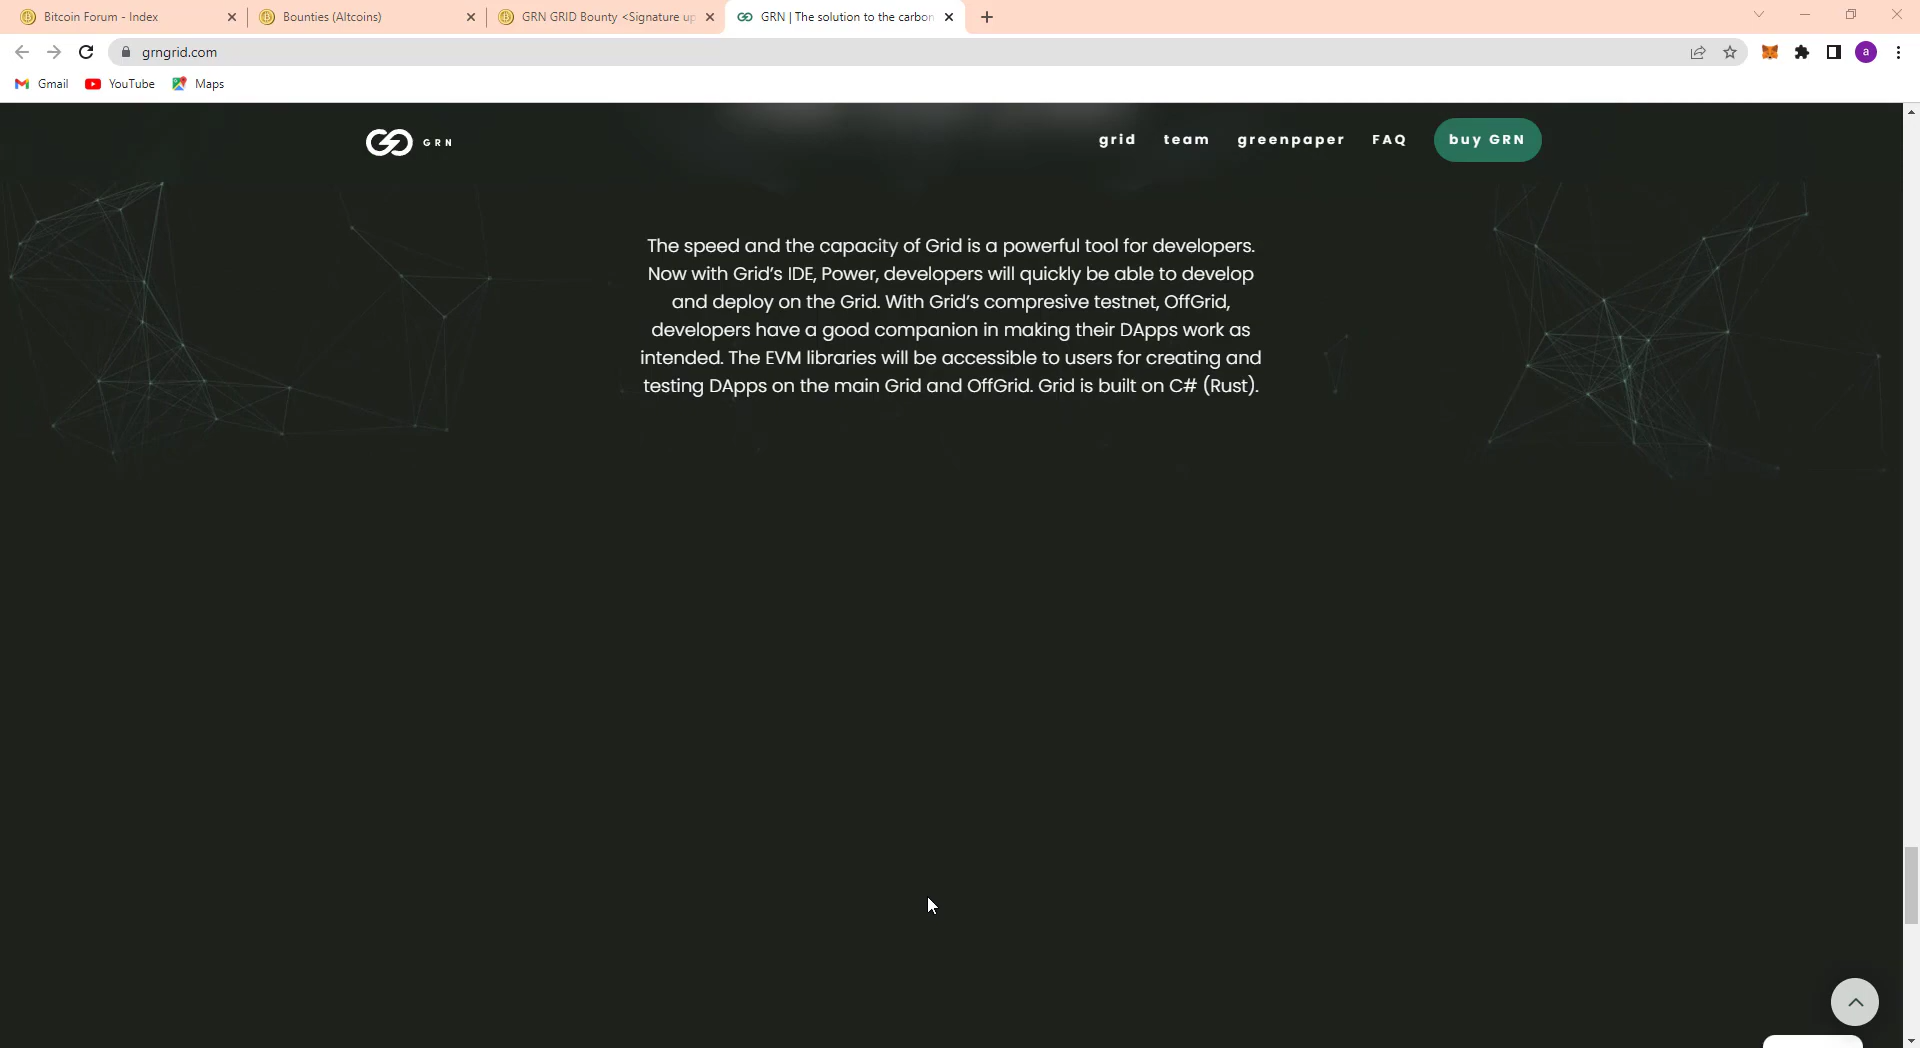 Bitcoin Forum - Index
Bounties (Altcoins)
GRN GRID Bounty <Signature up
GRN | The solution to the carbon
grngrid.com
a
Gmail
YouTube
Maps
GRN
grid
team
greenpaper
FAQ
buy GRN
The speed and the capacity of Grid is a powerful tool for developers.
Now with Grid's IDE, Power, developers will quickly be able to develop
and deploy on the Grid. With Grid's compresive testnet, OffGrid,
developers have a good companion in making their DApps work as
intended. The EVM libraries will be accessible to users for creating and
testing DApps on the main Grid and OffGrid. Grid is built on C# (Rust).